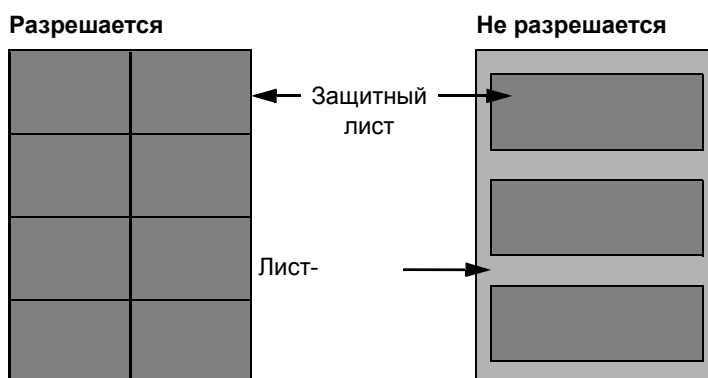 Разрешается
Не разрешается
Защитный
лист
Лист-